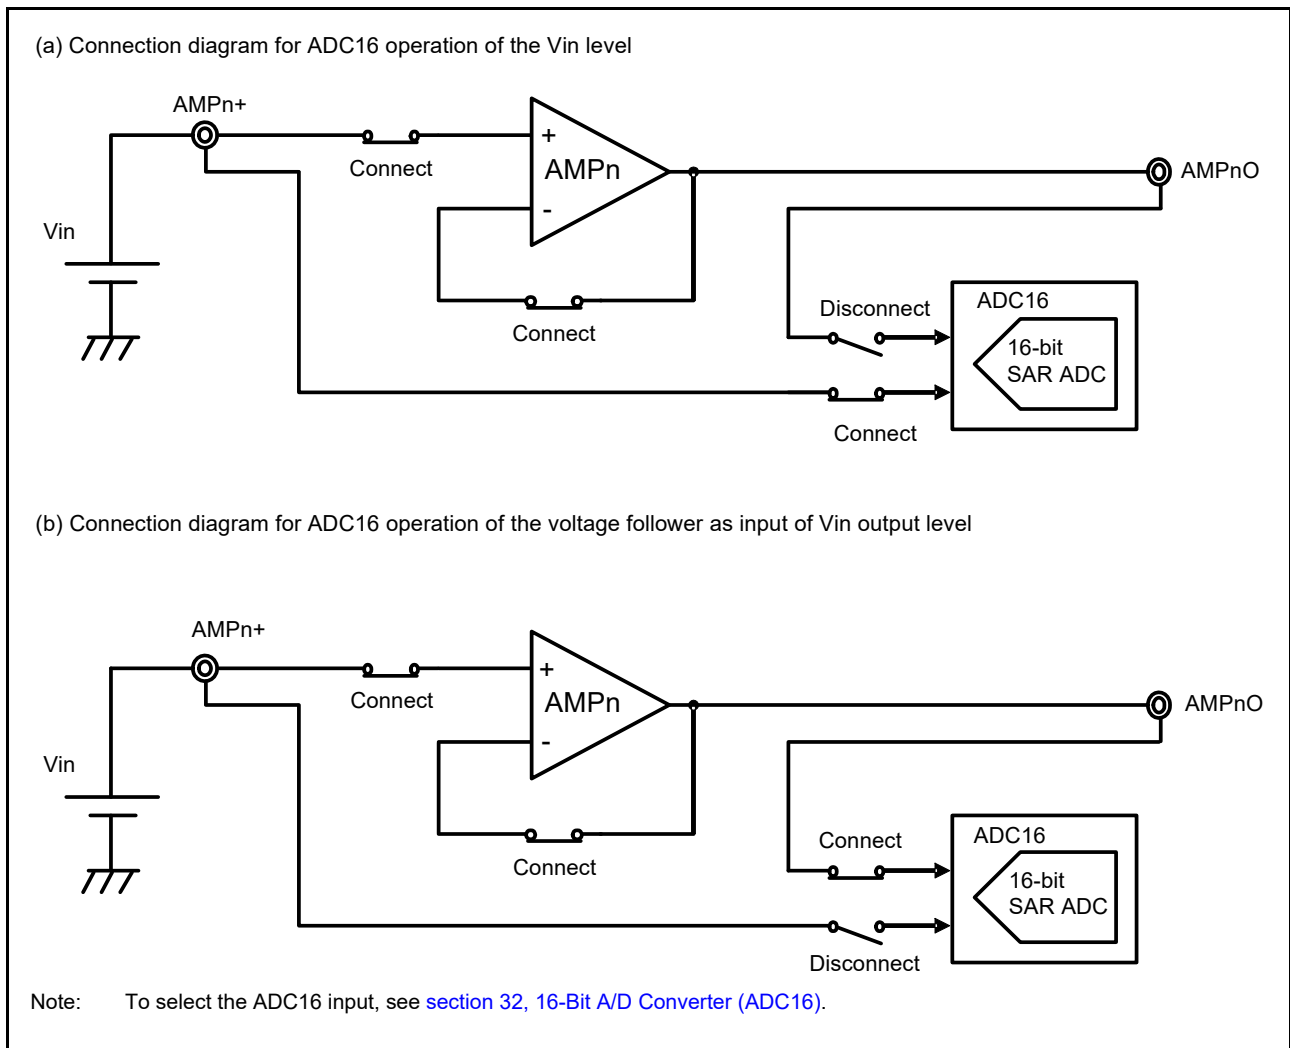 (a) Connection diagram for ADC16 operation of the Vin level
AMPn+
Connect
+
AMPn
-
AMPnO
Vin
Connect
Disconnect
ADC16
16-bit
SAR ADC
Connect
(b) Connection diagram for ADC16 operation of the voltage follower as input of Vin output level
AMPn+
Connect
+
AMPn
-
AMPnO
Vin
Connect
Connect
ADC16
16-bit
SAR ADC
Disconnect
Note: To select the ADC16 input, see section 32, 16-Bit A/D Converter (ADC16).